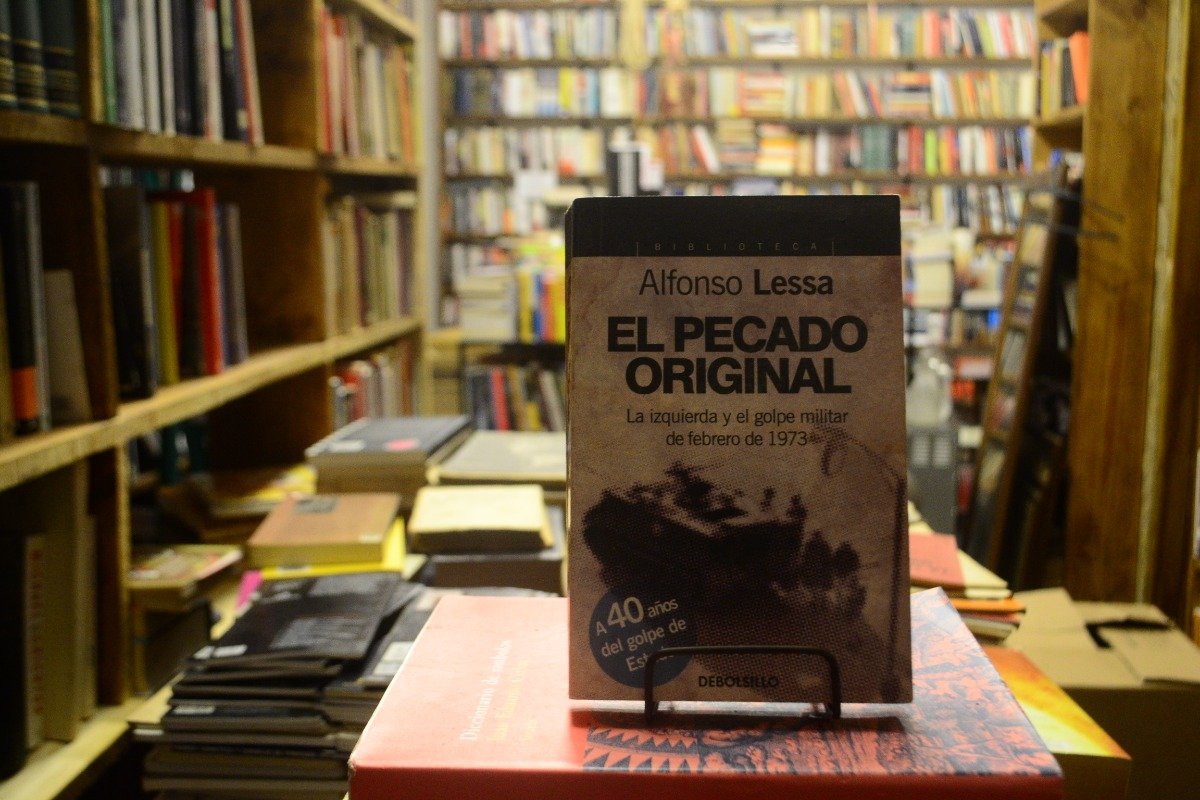 BIBLIOTECA
Alfonso Lessa
EL PECADO
ORIGINAL
La izquierda y el golpe militar
de febrero de 1973
A 40 años
del golpe de
DEBOLSILLO